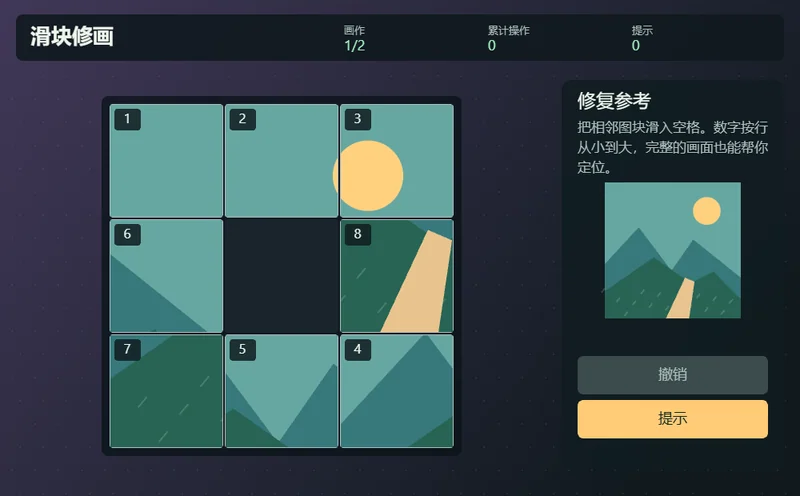 滑块修画
画作
1/2
累计操作
0
提示
0
1
2
3
6
8
7
5
4
修复参考
把相邻图块滑入空格。数字按行
从小到大，完整的画面也能帮你
定位。
撤销
提示